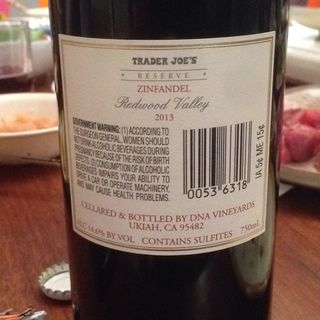 TRADER JOE'S
RESERVE
ZINFANDEL
Redwood Valley
2013
GOVERNMENT WARNING: (1) ACCORDING TO
THE SURGEON GENERAL, WOMEN SHOULD
NOT DRINK ALCOHOLIC BEVERAGES DURING
PREGNANCY BECAUSE OF THE RISK OF BIRTH
DEFECTS. (2) CONSUMPTION OF ALCOHOLIC
BEVERAGES IMPAIRS YOUR ABILITY TO
DRIVE A CAR OR OPERATE MACHINERY,
AND MAY CAUSE HEALTH PROBLEMS.
0053 6318
IA 5¢ ME 15¢
CELLARED & BOTTLED BY DNA VINEYARDS
UKIAH, CA 95482
ALC 14.6% BY VOL CONTAINS SULFITES 750mL